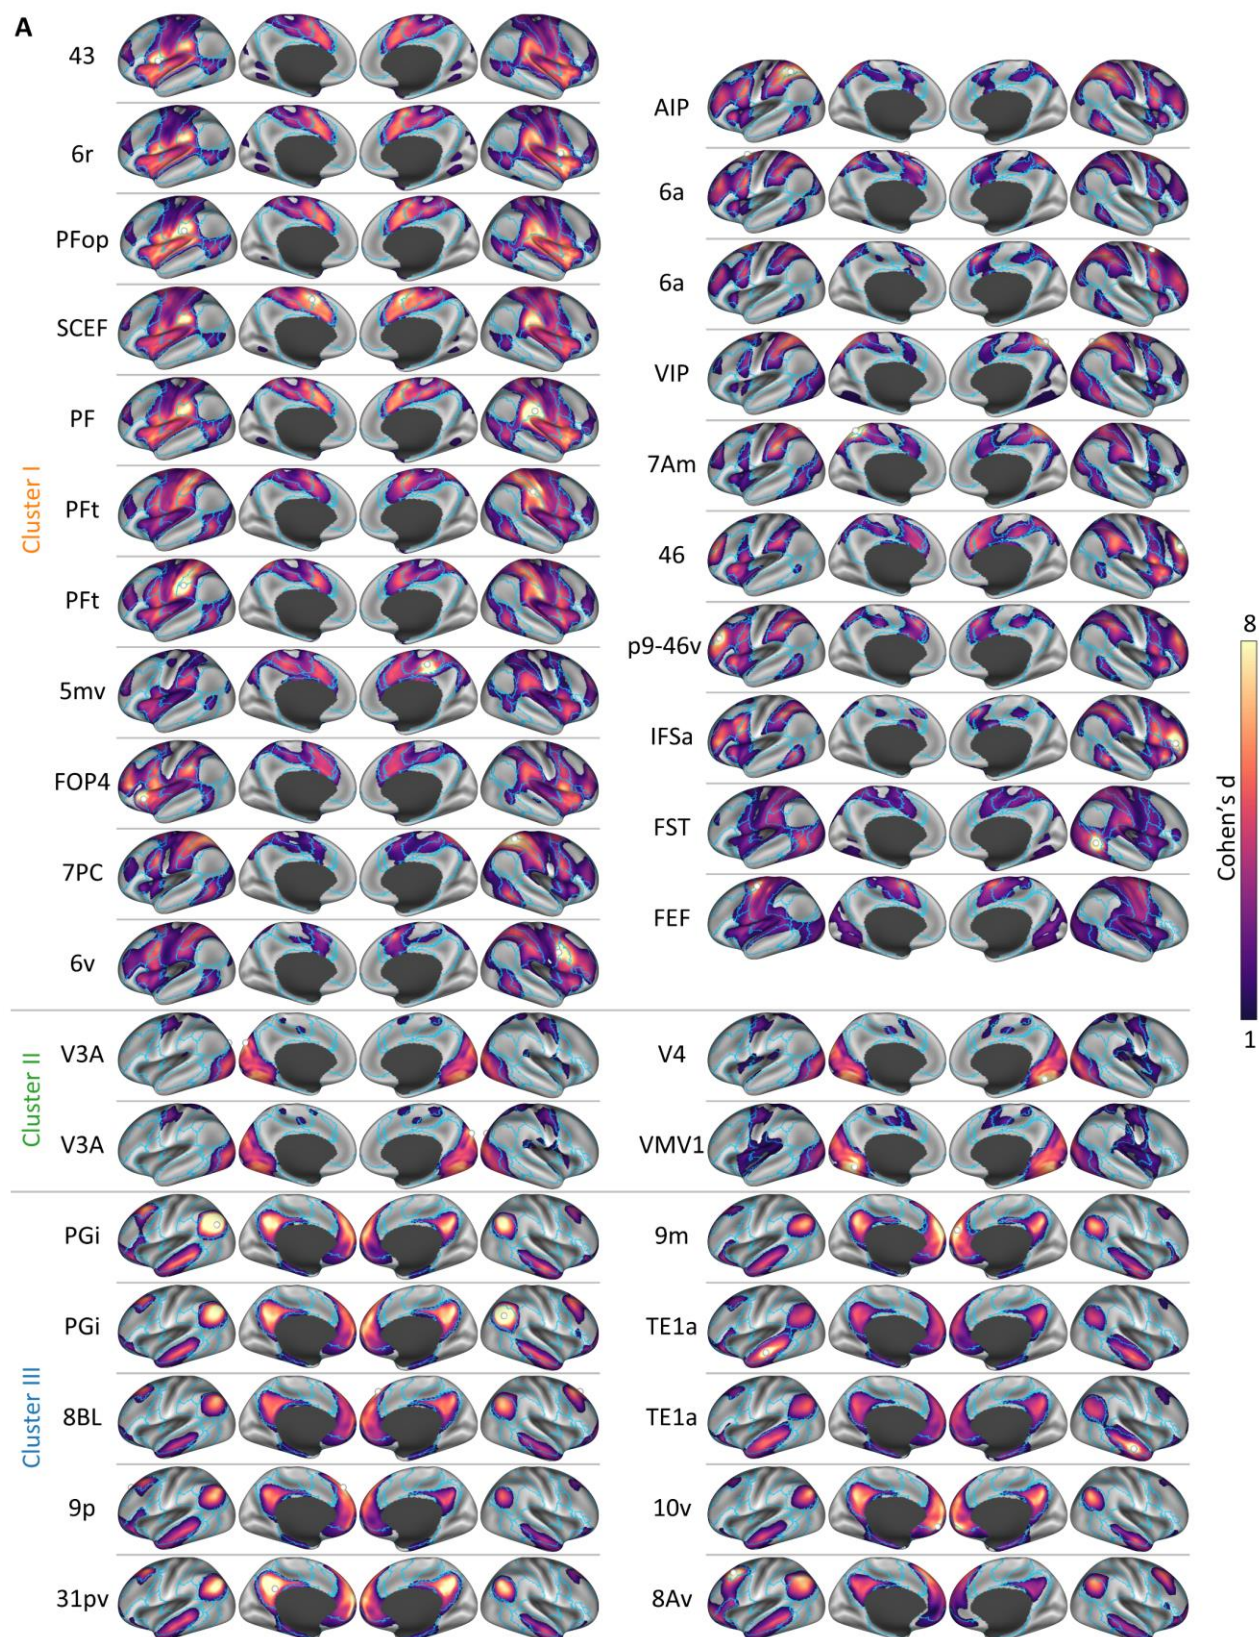 A
Cluster I
43
6r
PFop
SCEF
PF
PFt
PFt
5mv
FOP4
7PC
6v
AIP
6a
6a
VIP
7Am
46
p9-46v
IFSa
FST
FEF
Cluster II
V3A
V3A
V4
VMV1
Cluster III
PGi
PGi
8BL
9p
31pv
9m
TE1a
TE1a
10v
8Av
8
Cohen's d
1